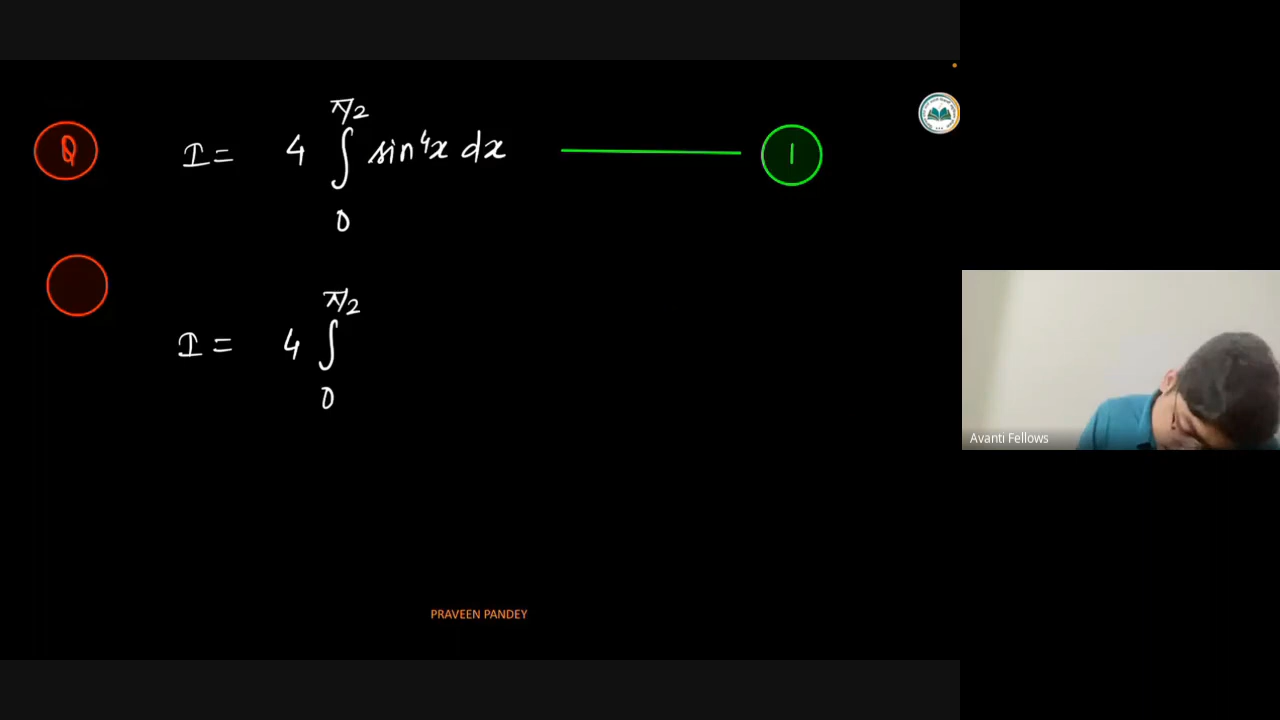 Q I = 4 ∫₀^{π/2} sin⁴x dx ——— 1
I = 4 ∫₀^{π/2}
Avanti Fellows
PRAVEEN PANDEY